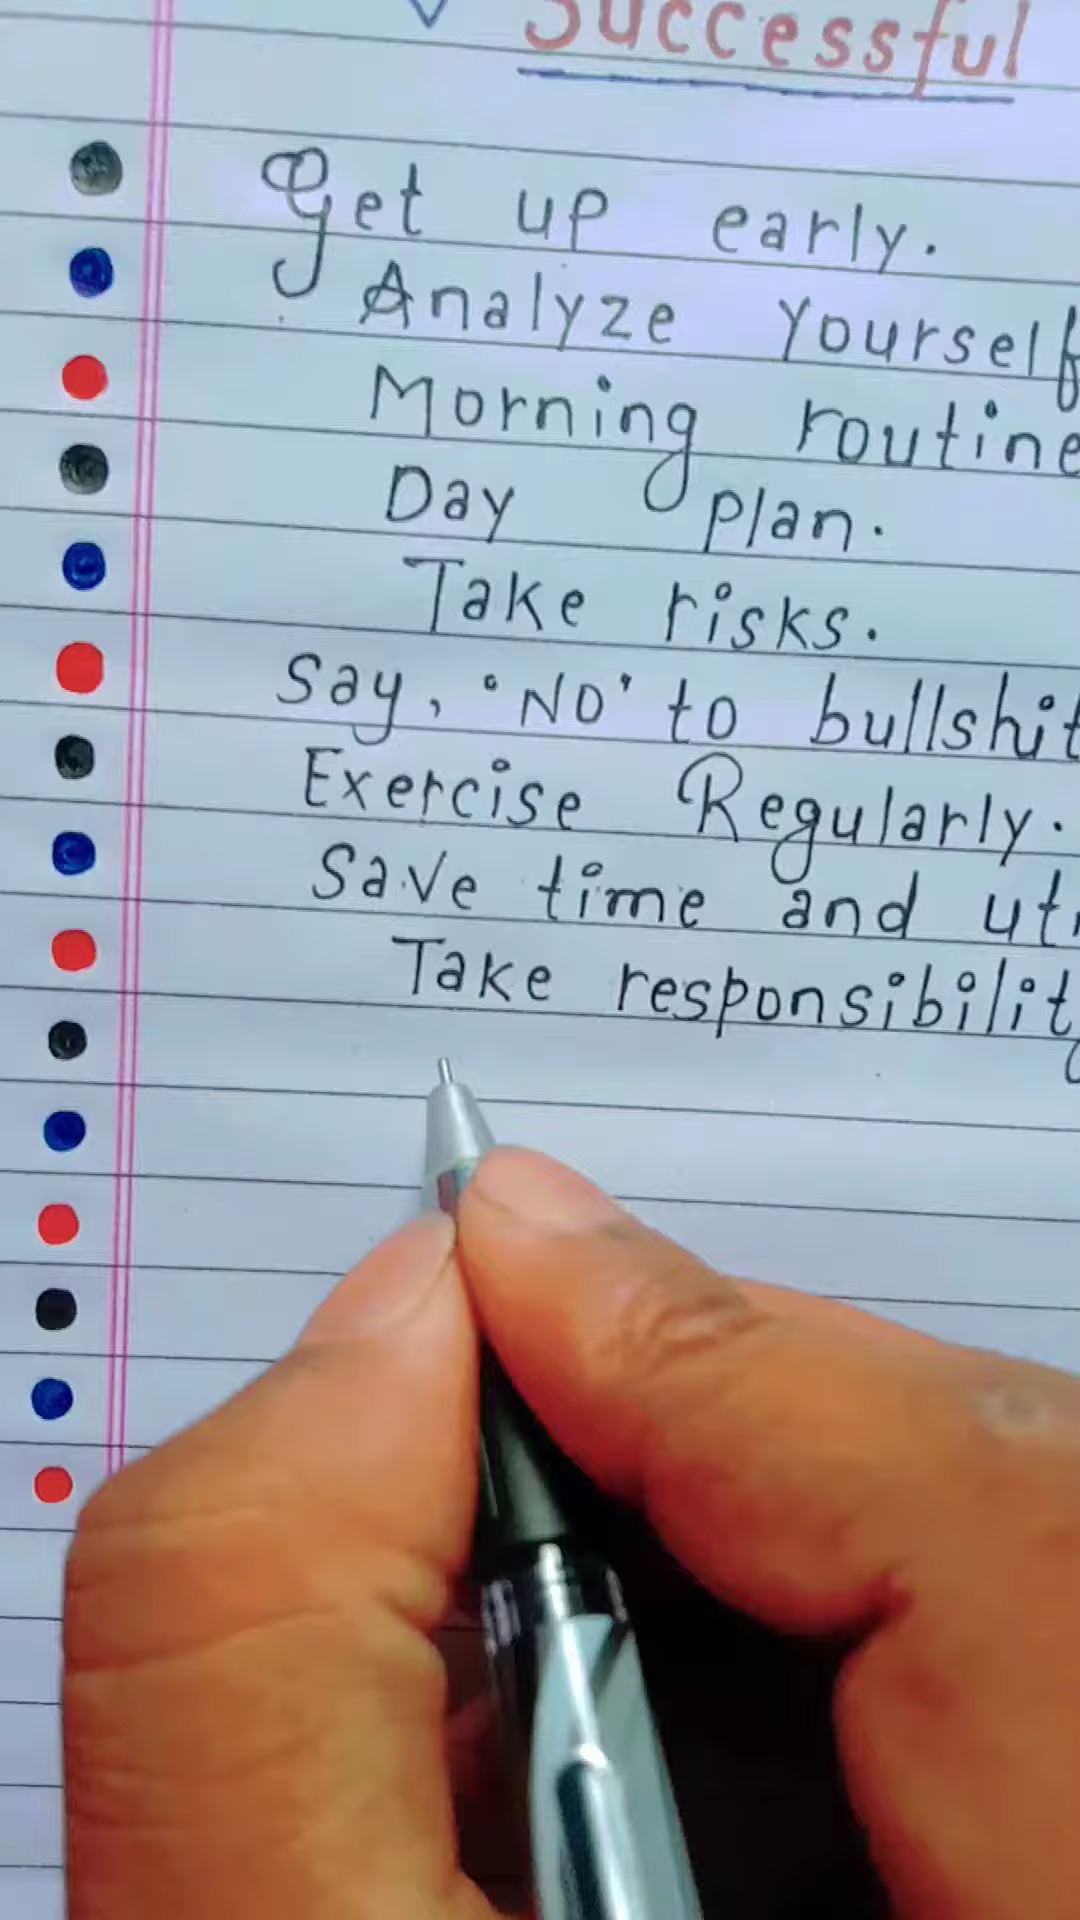 Successful
Get up early.
Analyze Yourself
Morning routine
Day plan.
Take risks.
Say, 'NO' to bullshit
Exercise Regularly.
Save time and
Take responsibility